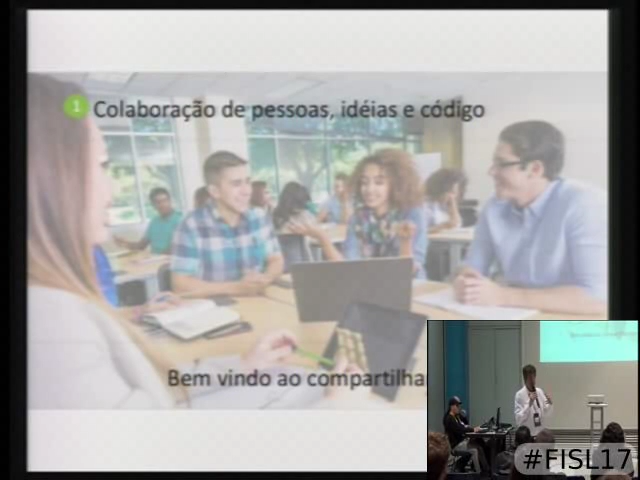 1 Colaboração de pessoas, idéias e código
Bem vindo ao compartilha
#FISL17